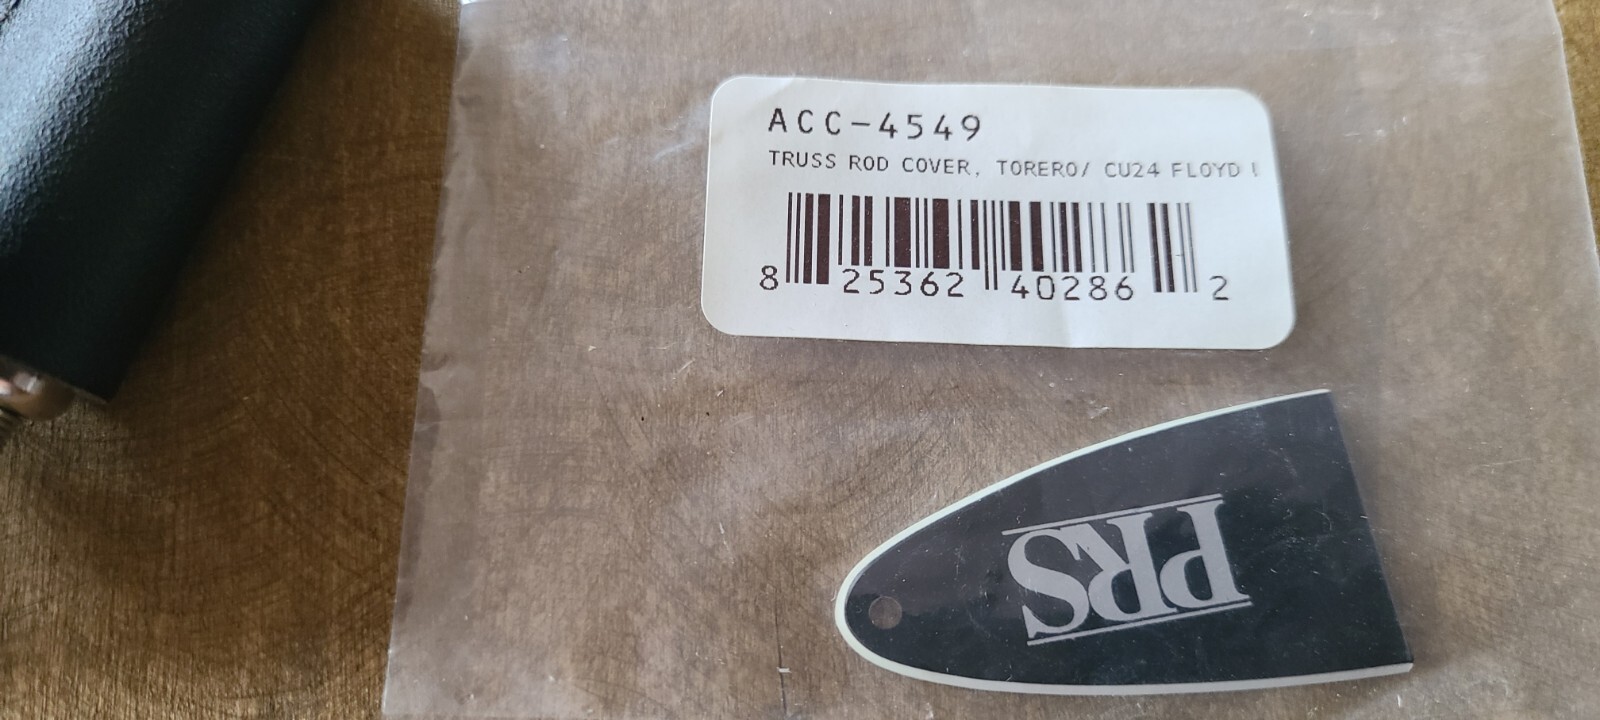 ACC-4549
TRUSS ROD COVER, TORERO/ CU24 FLOYD
8 25362 40286 2
PRS